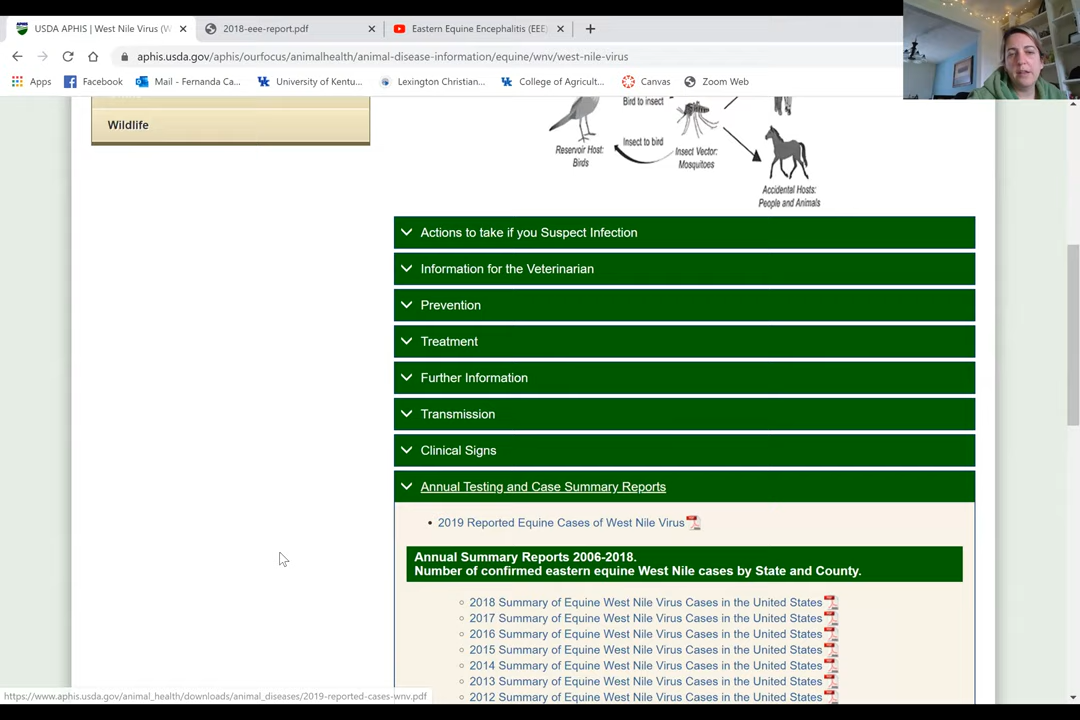 USDA APHIS | West Nile Virus (W
2018-eee-report.pdf
Eastern Equine Encephalitis (EEE
aphis.usda.gov/aphis/ourfocus/animalhealth/animal-disease-information/equine/wnv/west-nile-virus
Apps
Facebook
Mail - Fernanda Ca...
University of Kentu...
Lexington Christian...
College of Agricult...
Canvas
Zoom Web
Wildlife
Bird to insect
Insect to bird
Reservoir Host:
Birds
Insect Vector:
Mosquitoes
Accidental Hosts:
People and Animals
Actions to take if you Suspect Infection
Information for the Veterinarian
Prevention
Treatment
Further Information
Transmission
Clinical Signs
Annual Testing and Case Summary Reports
• 2019 Reported Equine Cases of West Nile Virus
Annual Summary Reports 2006-2018.
Number of confirmed eastern equine West Nile cases by State and County.
2018 Summary of Equine West Nile Virus Cases in the United States
2017 Summary of Equine West Nile Virus Cases in the United States
2016 Summary of Equine West Nile Virus Cases in the United States
2015 Summary of Equine West Nile Virus Cases in the United States
2014 Summary of Equine West Nile Virus Cases in the United States
2013 Summary of Equine West Nile Virus Cases in the United States
2012 Summary of Equine West Nile Virus Cases in the United States
https://www.aphis.usda.gov/animal_health/downloads/animal_diseases/2019-reported-cases-wnv.pdf